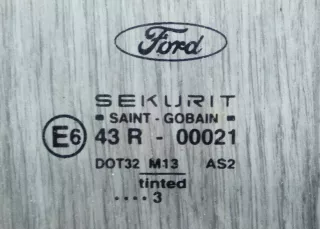 Ford
SEKURIT
SAINT - GOBAIN
E6 43 R - 00021
DOT32 M13 AS2
tinted
.... 3